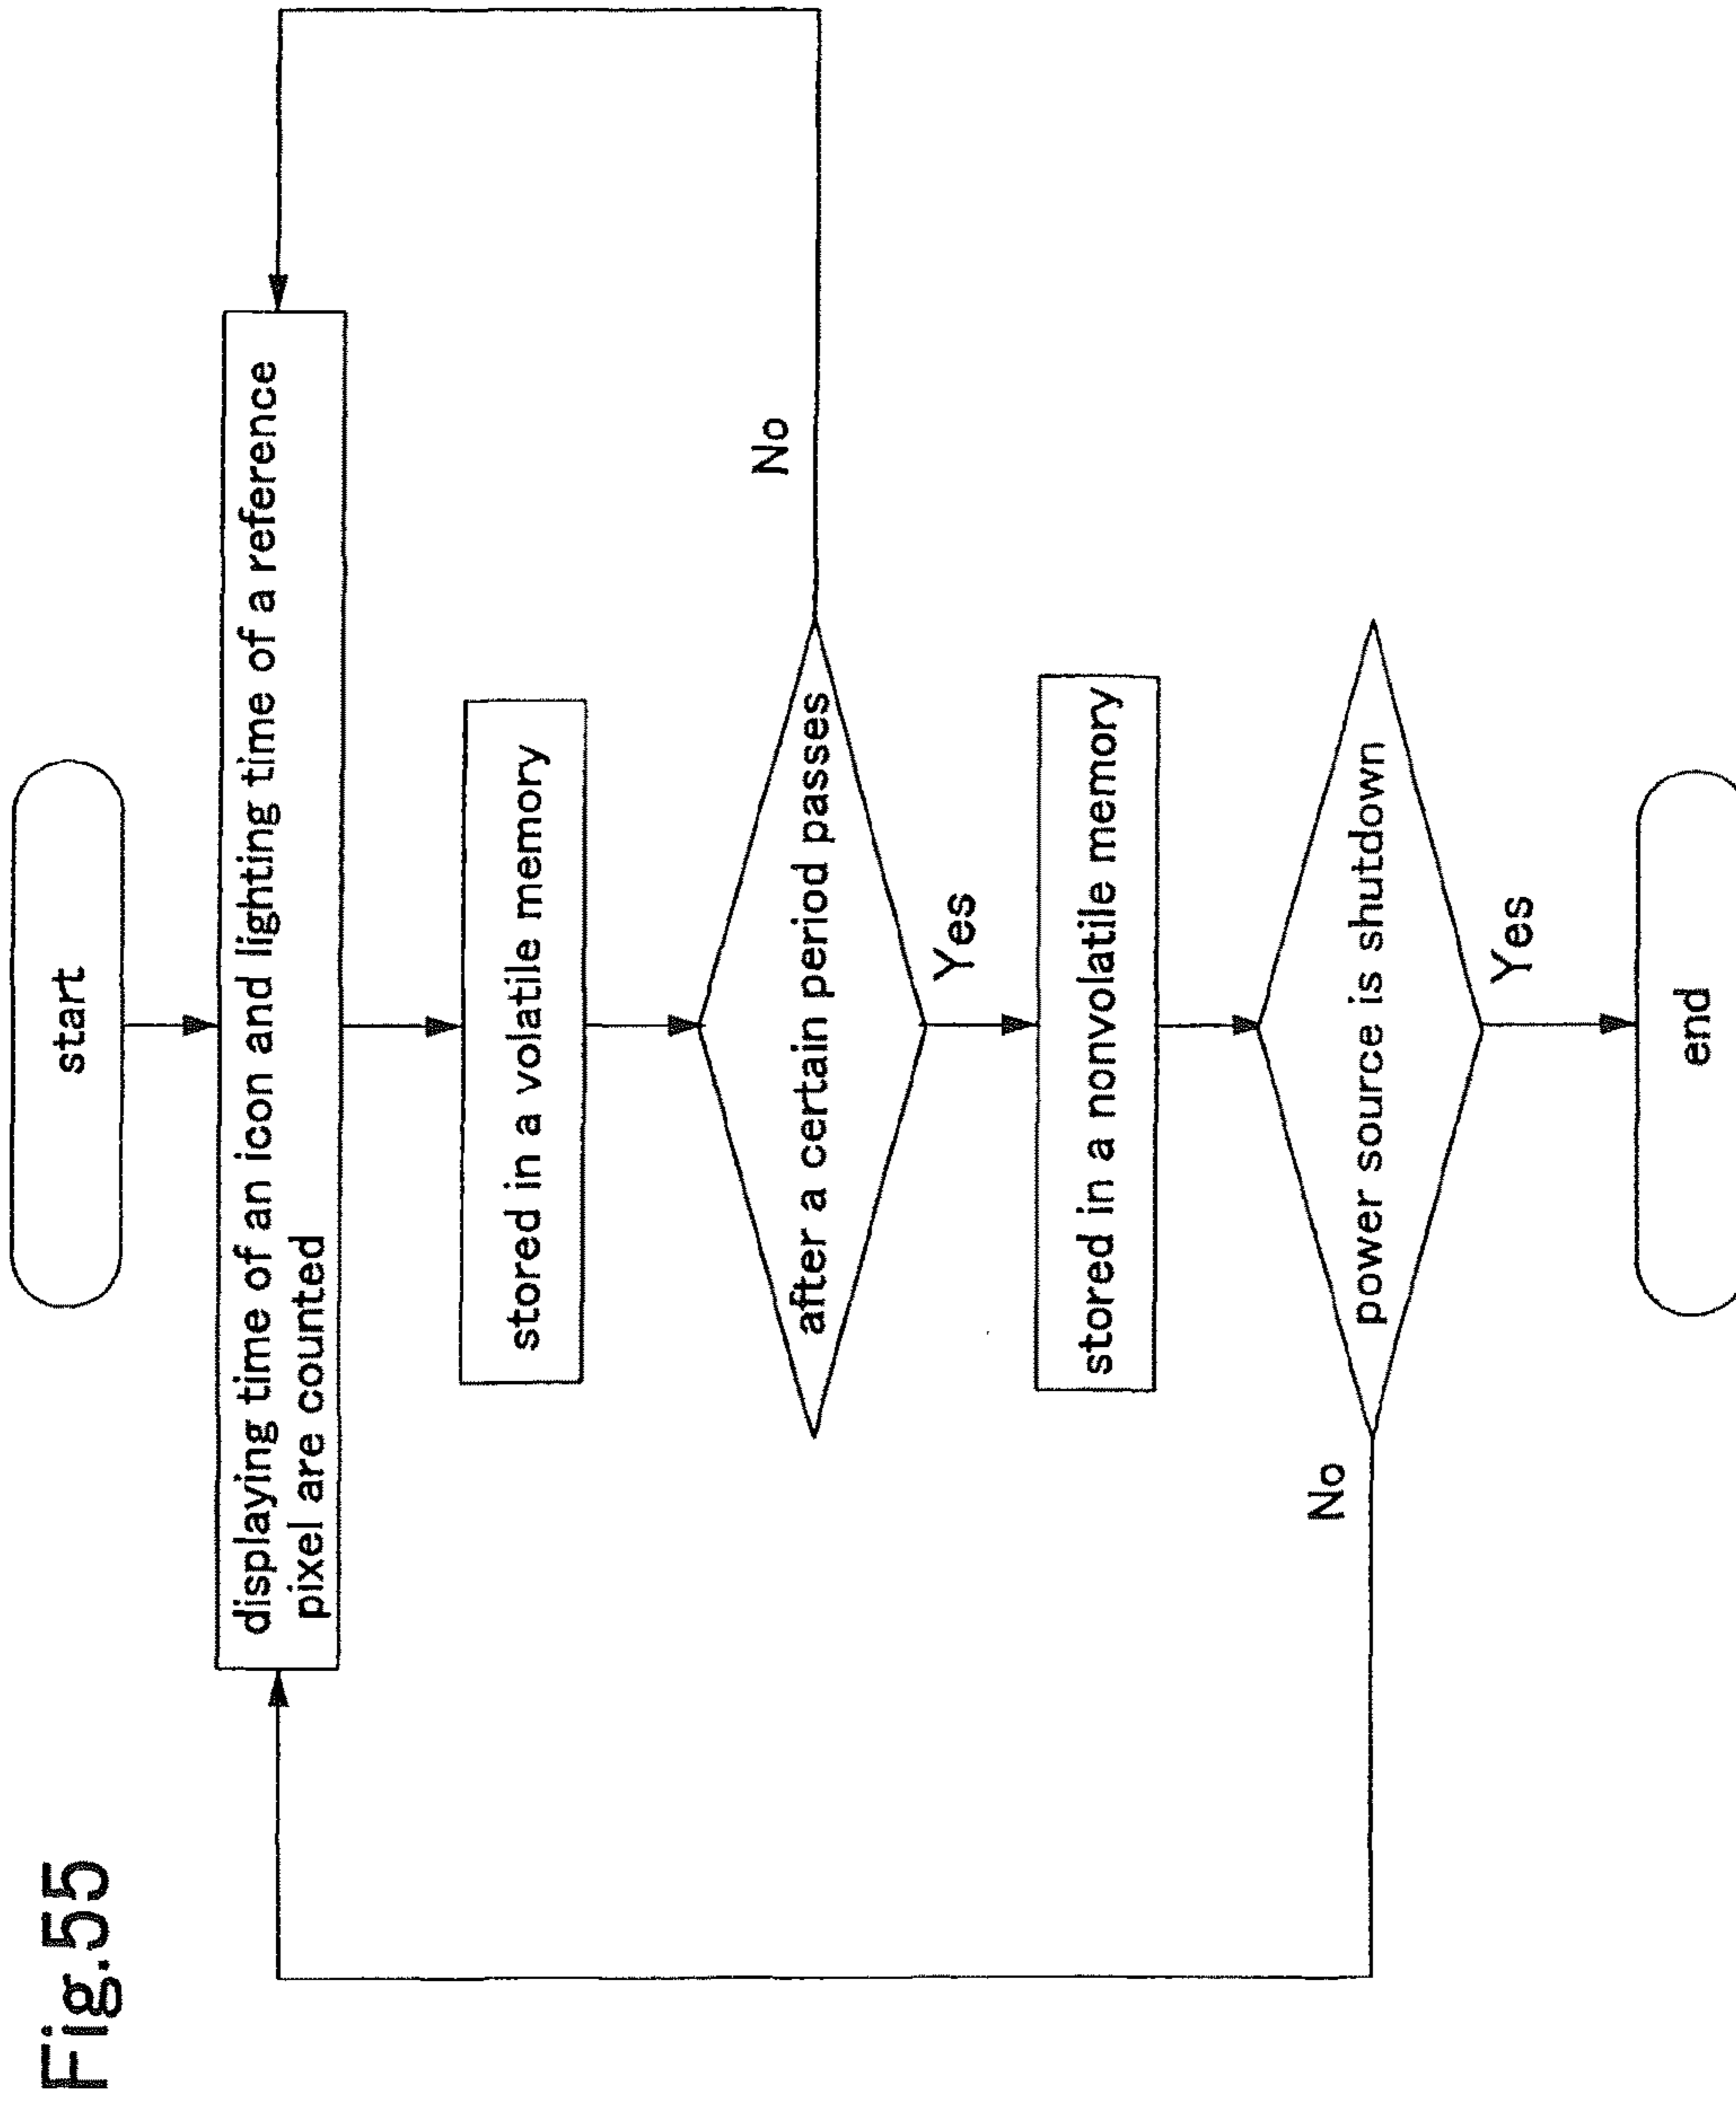 Fig.55
start
displaying time of an icon and lighting time of a reference
pixel are counted
stored in a volatile memory
after a certain period passes
No
Yes
stored in a nonvolatile memory
power source is shutdown
No
Yes
end